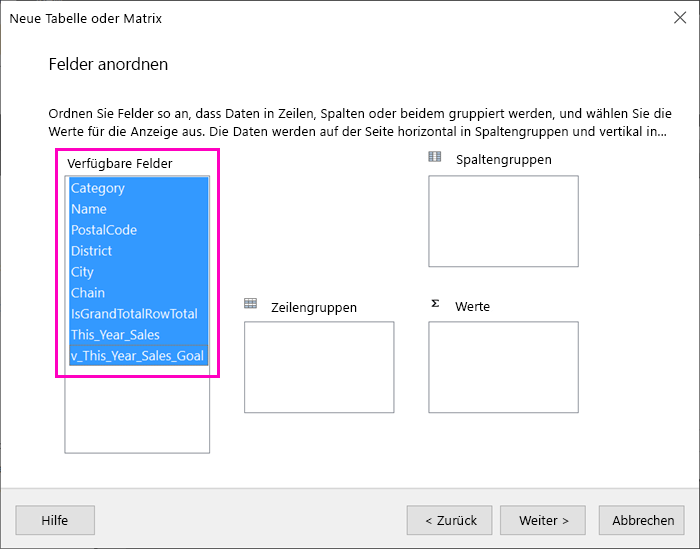 Neue Tabelle oder Matrix
Felder anordnen
Ordnen Sie Felder so an, dass Daten in Zeilen, Spalten oder beidem gruppiert werden, und wählen Sie die
Werte für die Anzeige aus. Die Daten werden auf der Seite horizontal in Spaltengruppen und vertikal in...
Verfügbare Felder
Category
Name
PostalCode
District
City
Chain
IsGrandTotalRowTotal
This_Year_Sales
v_This_Year_Sales_Goal
Spaltengruppen
Zeilengruppen
Σ Werte
Hilfe
< Zurück
Weiter >
Abbrechen